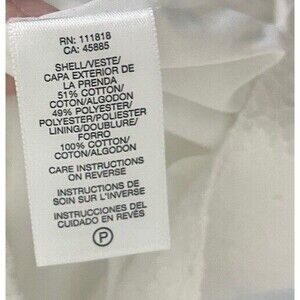 RN: 111818
CA: 45885
SHELL/VESTE/
CAPA EXTERIOR DE
LA PRENDA
51% COTTON/
COTON/ALGODON
49% POLYESTER/
POLYESTER/POLIESTER
LINING/DOUBLURE/
FORRO
100% COTTON/
COTON/ALGODON
CARE INSTRUCTIONS
ON REVERSE
INSTRUCTIONS DE
SOIN SUR L'INVERSE
INSTRUCCIONES DEL
CUIDADO EN REVÉS
P